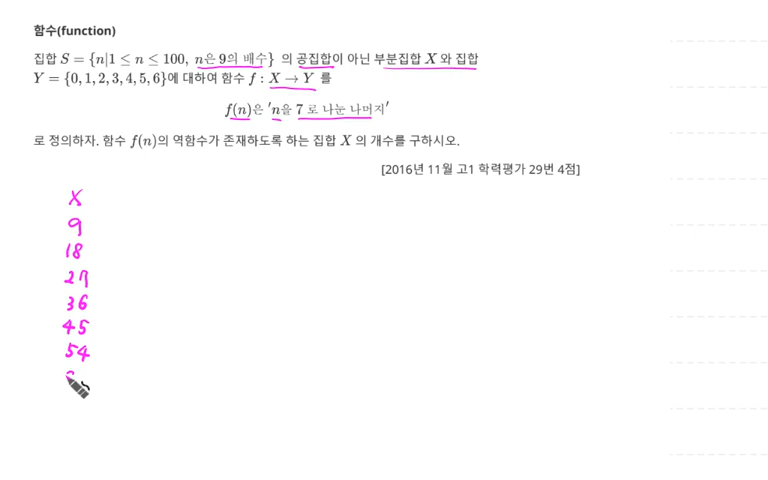 함수(function)
집합 S = {n|1 ≤ n ≤ 100, n은 9의 배수} 의 공집합이 아닌 부분집합 X 와 집합
Y = {0, 1, 2, 3, 4, 5, 6}에 대하여 함수 f : X → Y 를
f(n)은 'n을 7 로 나눈 나머지'
로 정의하자. 함수 f(n)의 역함수가 존재하도록 하는 집합 X 의 개수를 구하시오.
[2016년 11월 고1 학력평가 29번 4점]
X
9
18
27
36
45
54